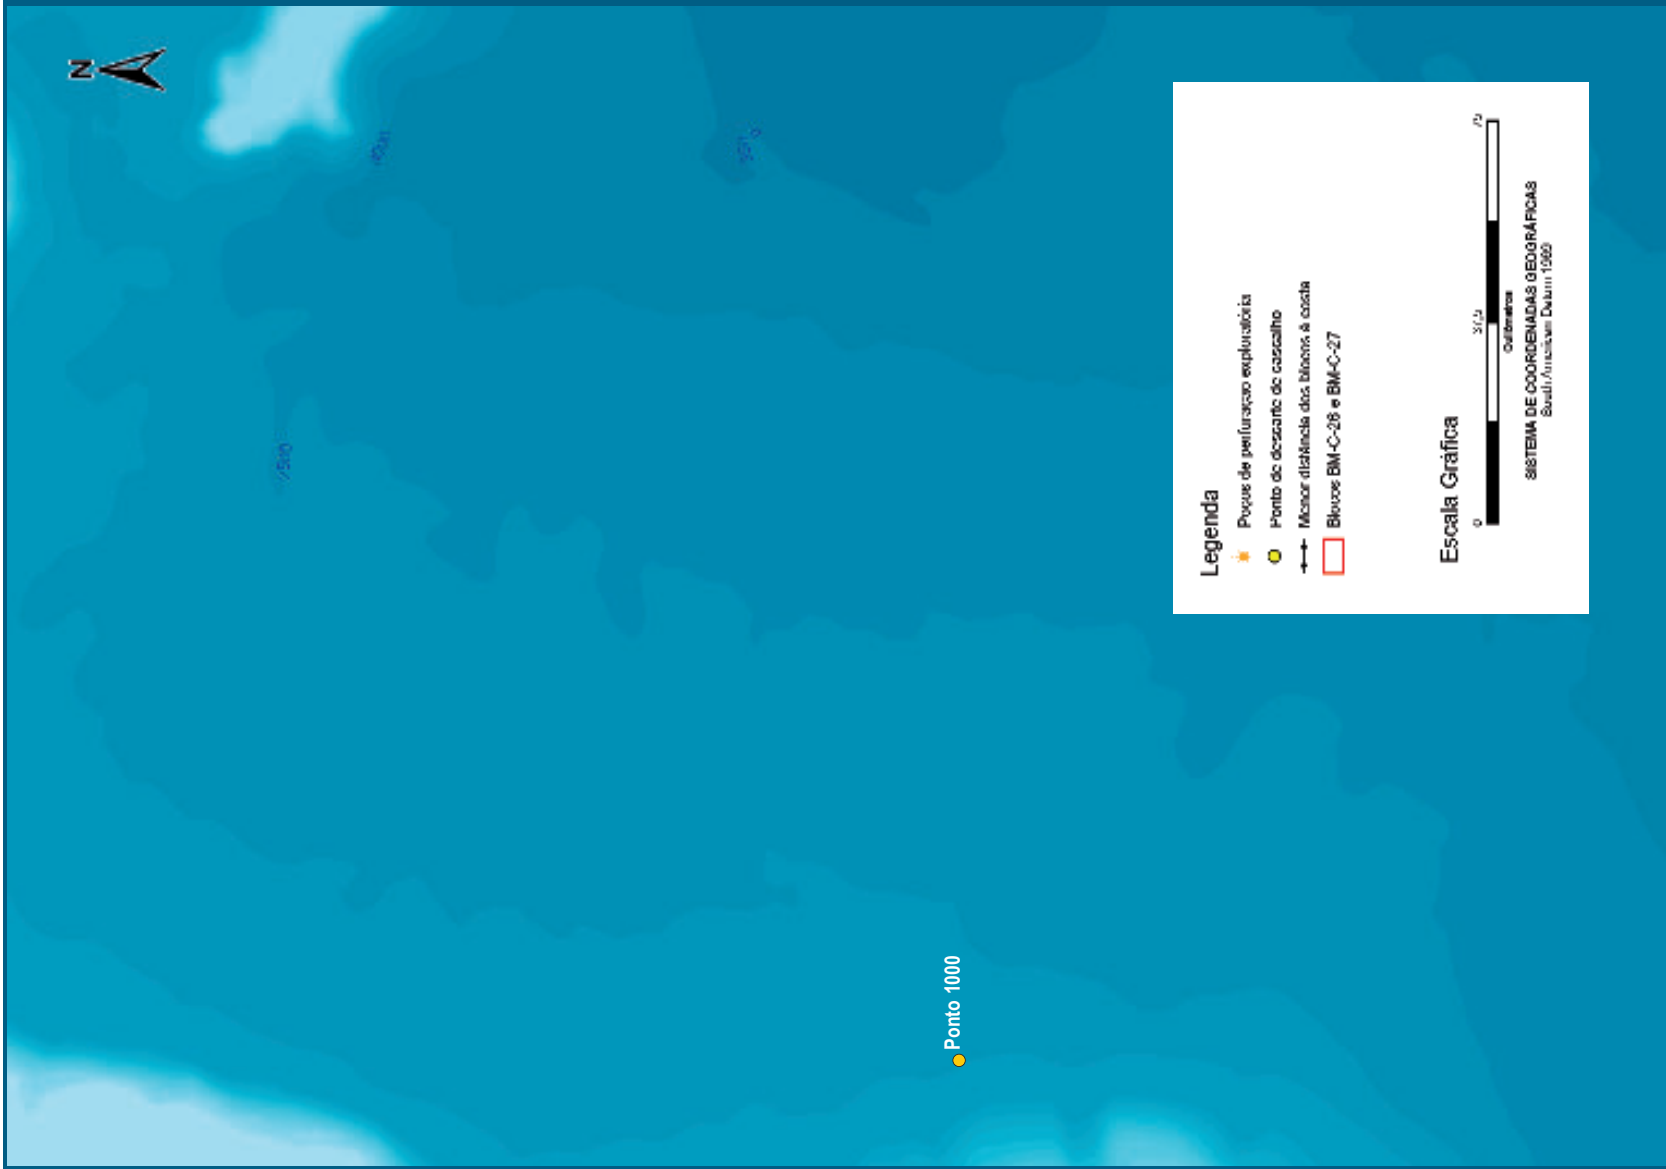 N
Ponto 1000
Legenda
Poços de perfuração exploratória
Ponto de descarte de cascalho
Menor distância dos blocos à costa
Blocos BM-C-26 e BM-C-27
Escala Gráfica
0 37,5 75
Quilômetros
SISTEMA DE COORDENADAS GEOGRÁFICAS
South American Datum 1969